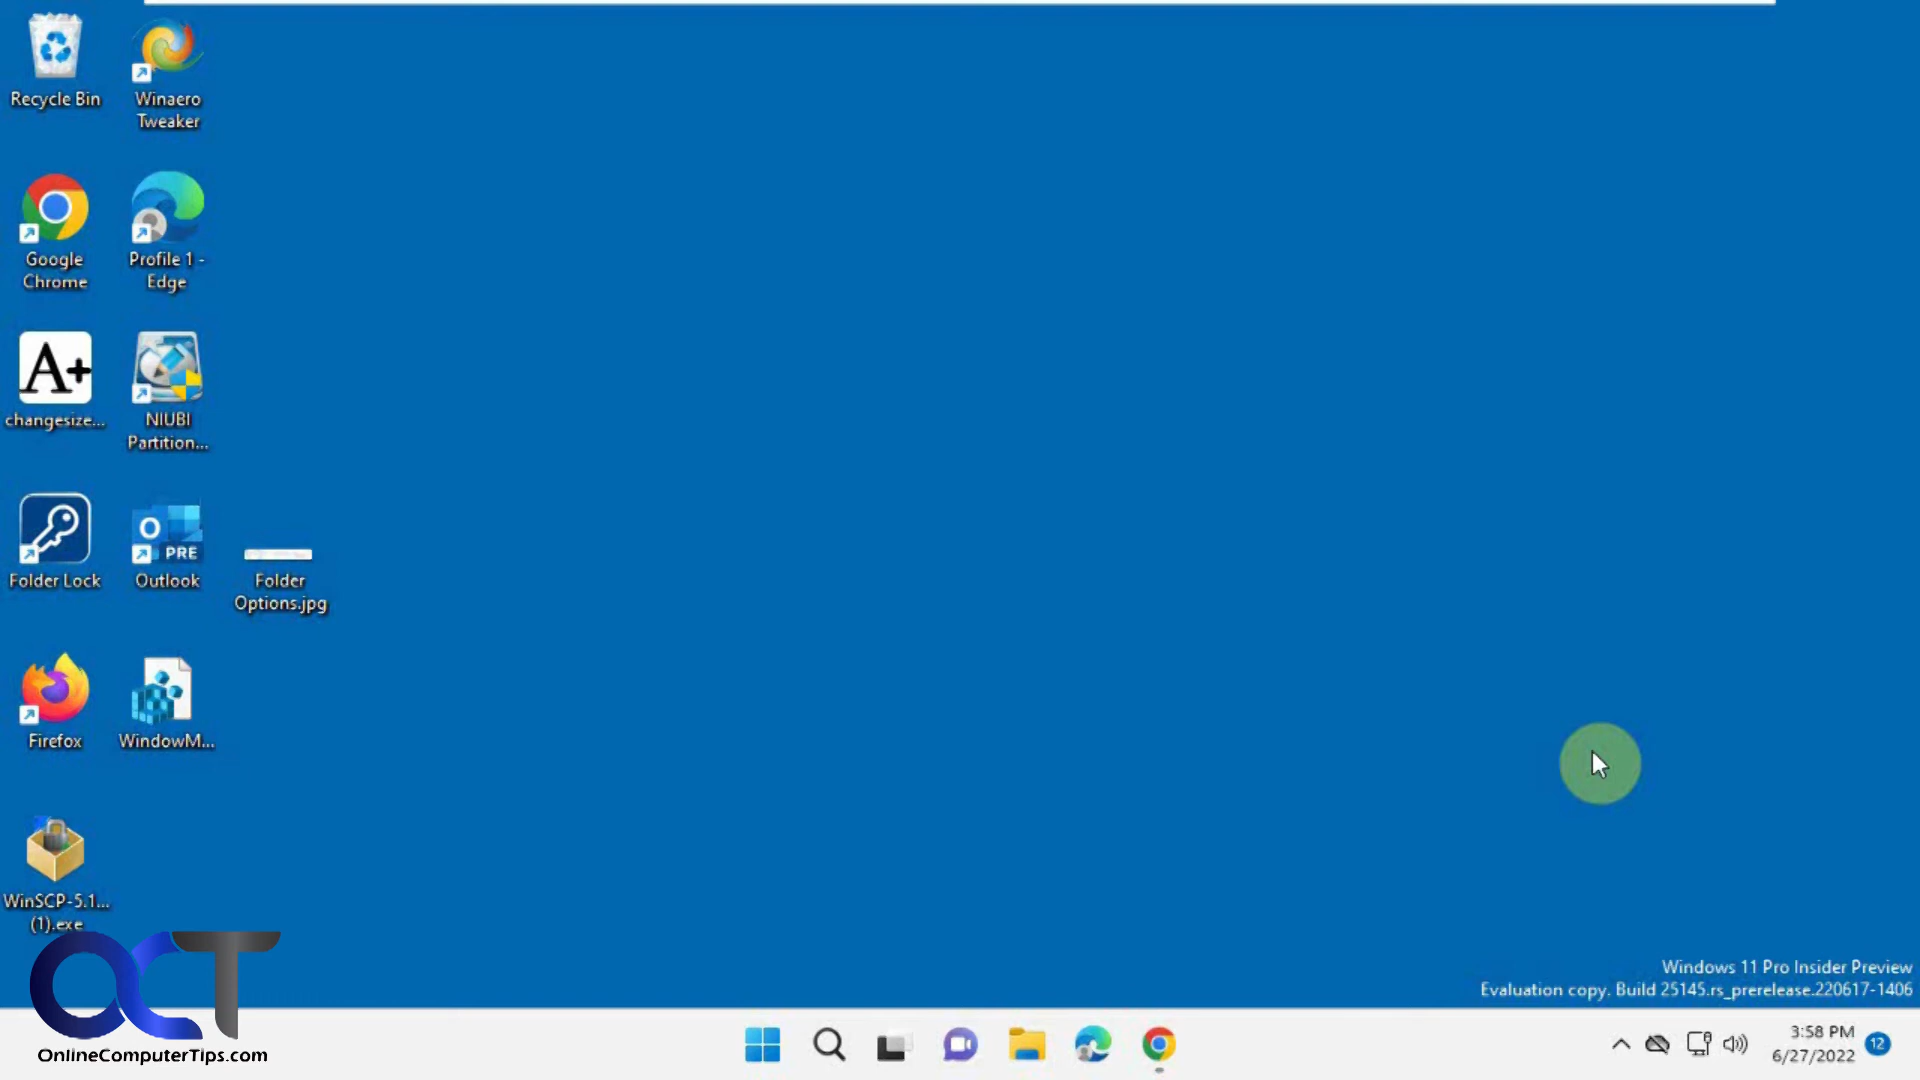 Recycle Bin
Winaero
Tweaker
Google
Chrome
Profile 1 -
Edge
A+
changesize...
NIUBI
Partition...
Folder Lock
O
PRE
Outlook
Folder
Options.jpg
Firefox
WindowM...
WinSCP-5.1...
(1).exe
OCT
OnlineComputerTips.com
Windows 11 Pro Insider Preview
Evaluation copy. Build 25145.rs_prerelease.220617-1406
3:58 PM
6/27/2022
12